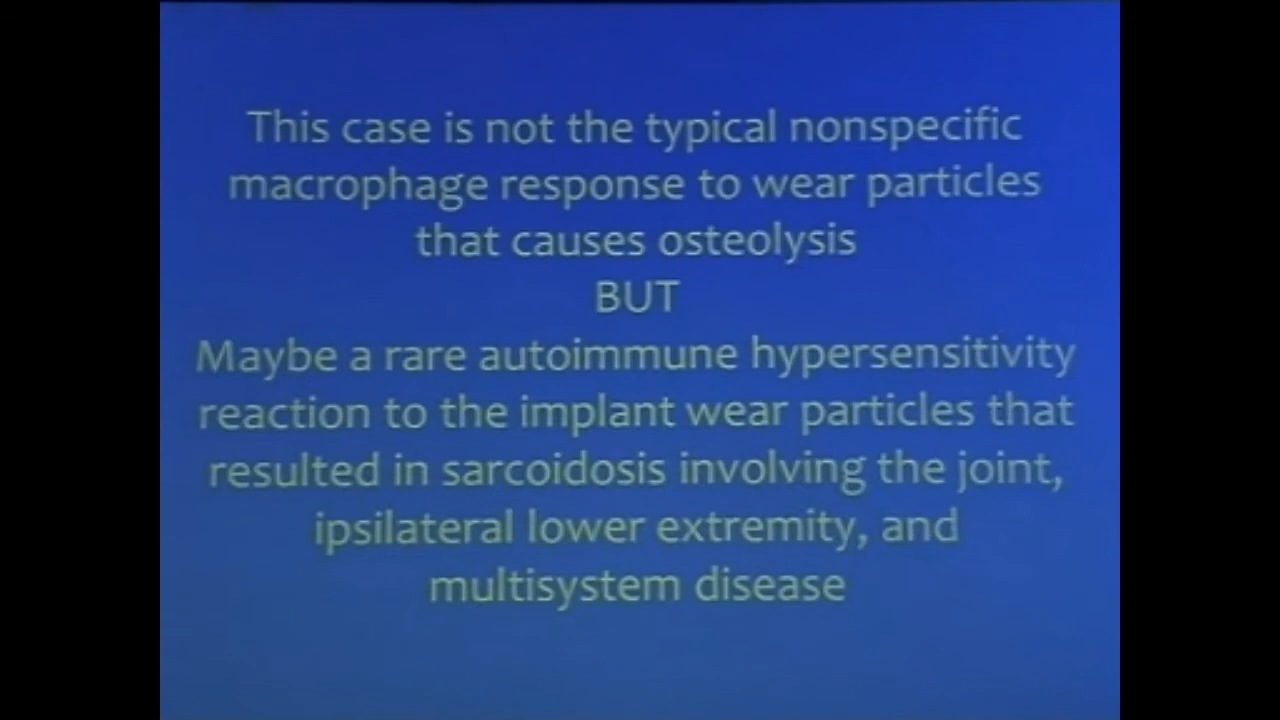 This case is not the typical nonspecific
macrophage response to wear particles
that causes osteolysis
BUT
Maybe a rare autoimmune hypersensitivity
reaction to the implant wear particles that
resulted in sarcoidosis involving the joint,
ipsilateral lower extremity, and
multisystem disease